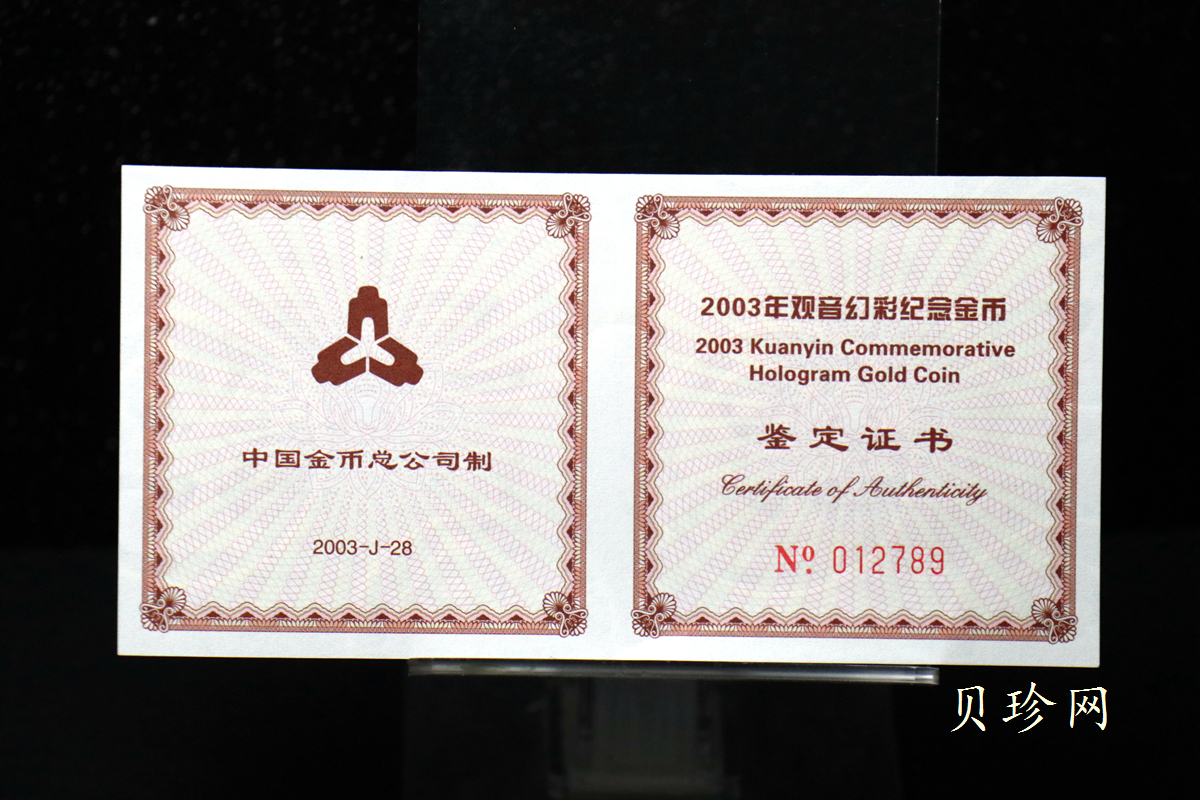 中国金币总公司制
2003-J-28
2003年观音幻彩纪念金币
2003 Kuanyin Commemorative
Hologram Gold Coin
鉴定证书
Certificate of Authenticity
Nº 012789
贝珍网